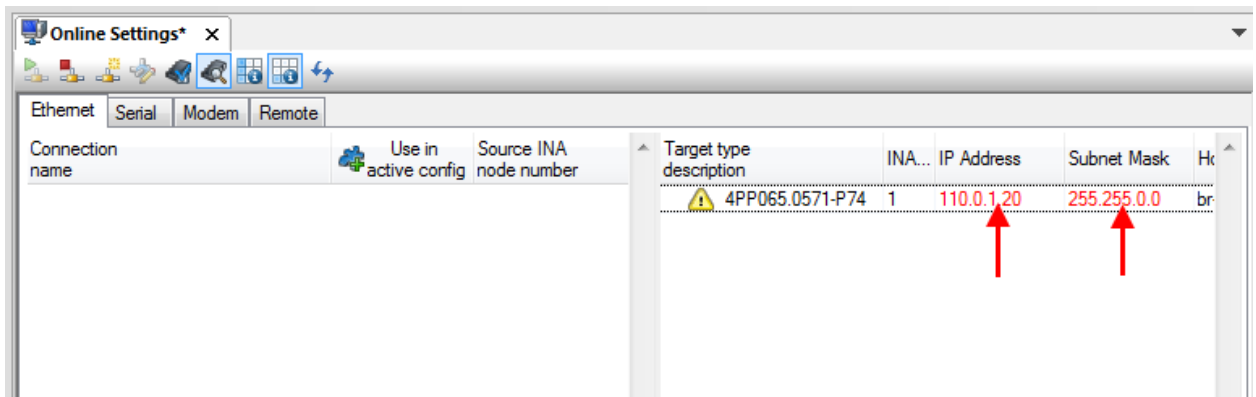 Online Settings* x
Ethernet Serial Modem Remote
Connection name
Use in active config
Source INA node number
Target type description
INA... IP Address Subnet Mask
4PP065.0571-P74 1 110.0.1.20 255.255.0.0 br-